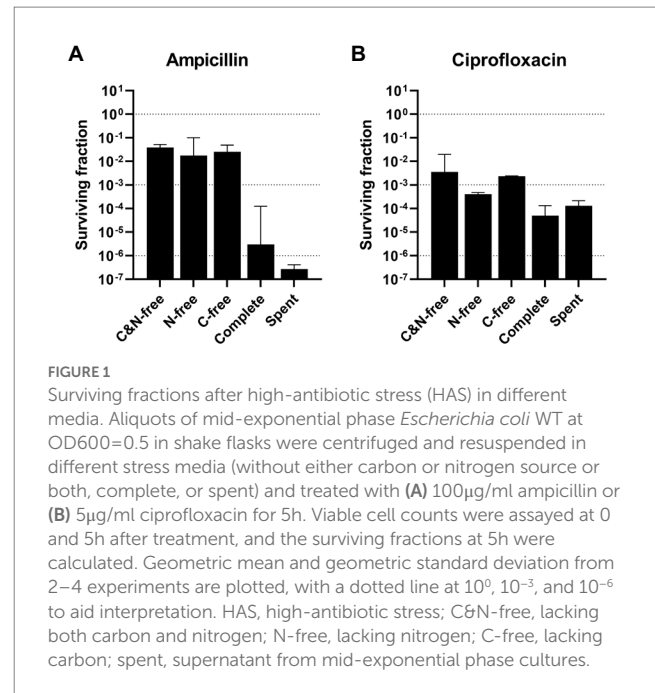 A
Ampicillin
Surviving fraction
10¹
10⁰
10⁻¹
10⁻²
10⁻³
10⁻⁴
10⁻⁵
10⁻⁶
10⁻⁷
C&N-free
N-free
C-free
Complete
Spent
B
Ciprofloxacin
Surviving fraction
10¹
10⁰
10⁻¹
10⁻²
10⁻³
10⁻⁴
10⁻⁵
10⁻⁶
10⁻⁷
C&N-free
N-free
C-free
Complete
Spent
FIGURE 1
Surviving fractions after high-antibiotic stress (HAS) in different
media. Aliquots of mid-exponential phase Escherichia coli WT at
OD600=0.5 in shake flasks were centrifuged and resuspended in
different stress media (without either carbon or nitrogen source or
both, complete, or spent) and treated with (A) 100μg/ml ampicillin or
(B) 5μg/ml ciprofloxacin for 5h. Viable cell counts were assayed at 0
and 5h after treatment, and the surviving fractions at 5h were
calculated. Geometric mean and geometric standard deviation from
2–4 experiments are plotted, with a dotted line at 10⁰, 10⁻³, and 10⁻⁶
to aid interpretation. HAS, high-antibiotic stress; C&N-free, lacking
both carbon and nitrogen; N-free, lacking nitrogen; C-free, lacking
carbon; spent, supernatant from mid-exponential phase cultures.